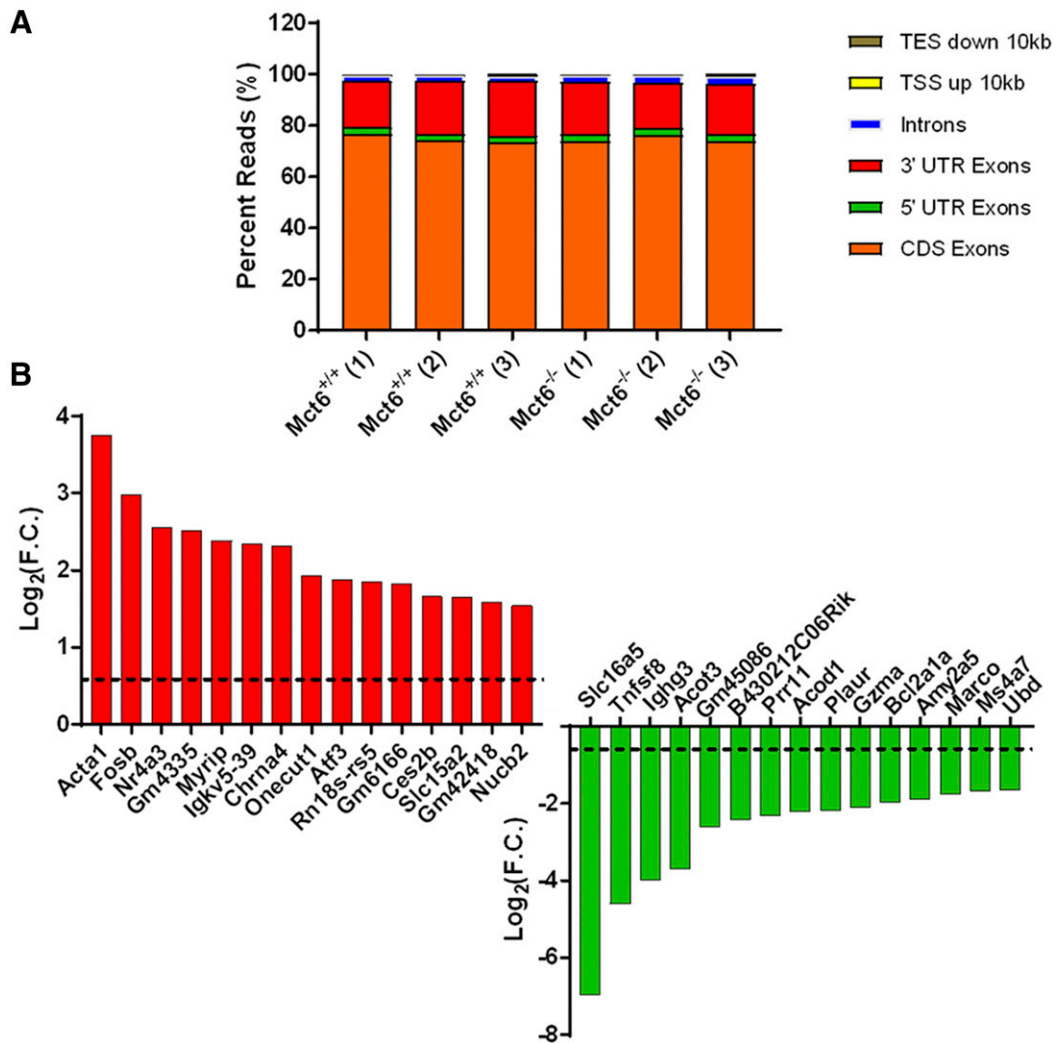 A
Percent Reads (%)
120
100
80
60
40
20
0
Mct6+/+ (1)
Mct6+/+ (2)
Mct6+/+ (3)
Mct6-/- (1)
Mct6-/- (2)
Mct6-/- (3)
TES down 10kb
TSS up 10kb
Introns
3' UTR Exons
5' UTR Exons
CDS Exons
B
Log2(F.C.)
4
3
2
1
0
Acta1
Fosb
Nr4a3
Gm4335
Myrip
Igkv5-39
Chrna4
Onecut1
Atf3
Rn18s-rs5
Gm6166
Ces2b
Slc15a2
Gm42418
Nucb2
Slc16a5
Tnfsf8
Ighg3
Acot3
Gm45086
B430212C06Rik
Prr11
Acod1
Plaur
Gzma
Bcl2a1a
Amy2a5
Marco
Ms4a7
Ubd
Log2(F.C.)
-2
-4
-6
-8